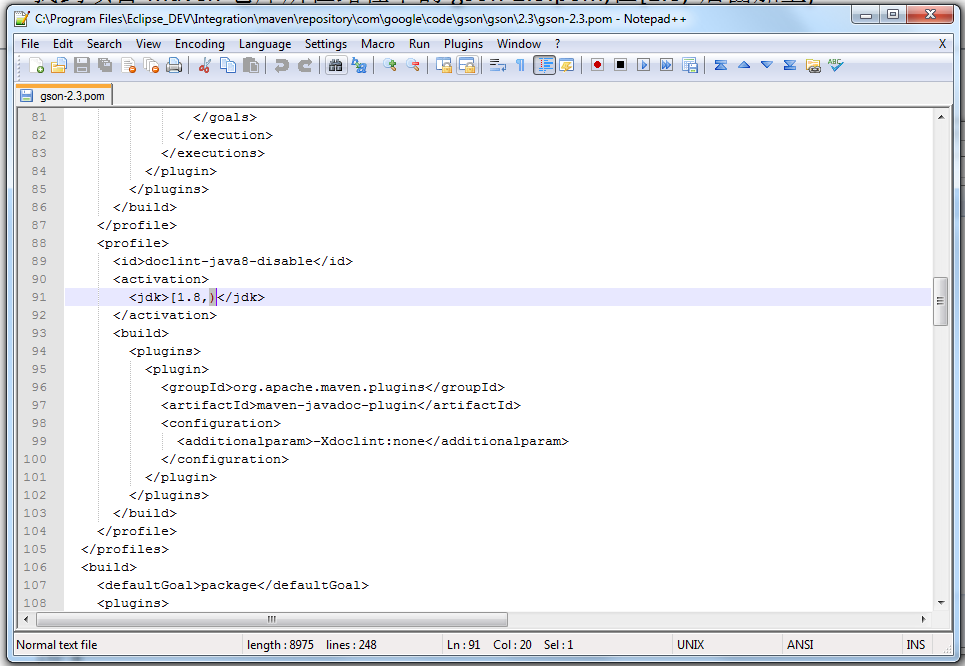 C:\Program Files\Eclipse_DEV\Integration\maven\repository\com\google\code\gson\gson\2.3\gson-2.3.pom - Notepad++
File Edit Search View Encoding Language Settings Macro Run Plugins Window ? X
gson-2.3.pom
81 </goals>
82 </execution>
83 </executions>
84 </plugin>
85 </plugins>
86 </build>
87 </profile>
88 <profile>
89 <id>doclint-java8-disable</id>
90 <activation>
91 <jdk>[1.8,)</jdk>
92 </activation>
93 <build>
94 <plugins>
95 <plugin>
96 <groupId>org.apache.maven.plugins</groupId>
97 <artifactId>maven-javadoc-plugin</artifactId>
98 <configuration>
99 <additionalparam>-Xdoclint:none</additionalparam>
100 </configuration>
101 </plugin>
102 </plugins>
103 </build>
104 </profile>
105 </profiles>
106 <build>
107 <defaultGoal>package</defaultGoal>
108 <plugins>
Normal text file length : 8975 lines : 248 Ln : 91 Col : 20 Sel : 1 UNIX ANSI INS